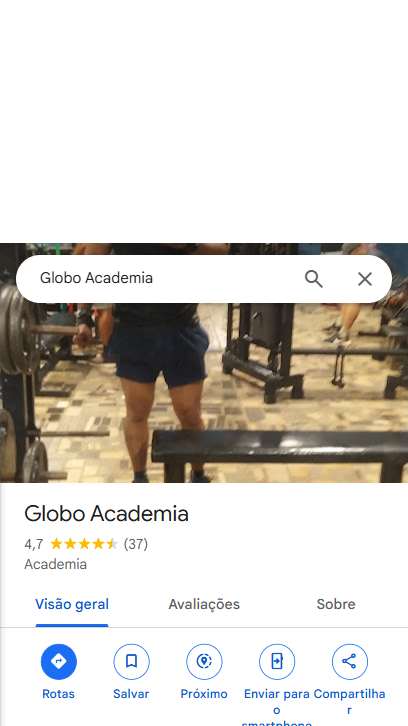 Globo Academia
Globo Academia
4,7 (37)
Academia
Visão geral Avaliações Sobre
Rotas Salvar Próximo Enviar para o smartphone Compartilhar